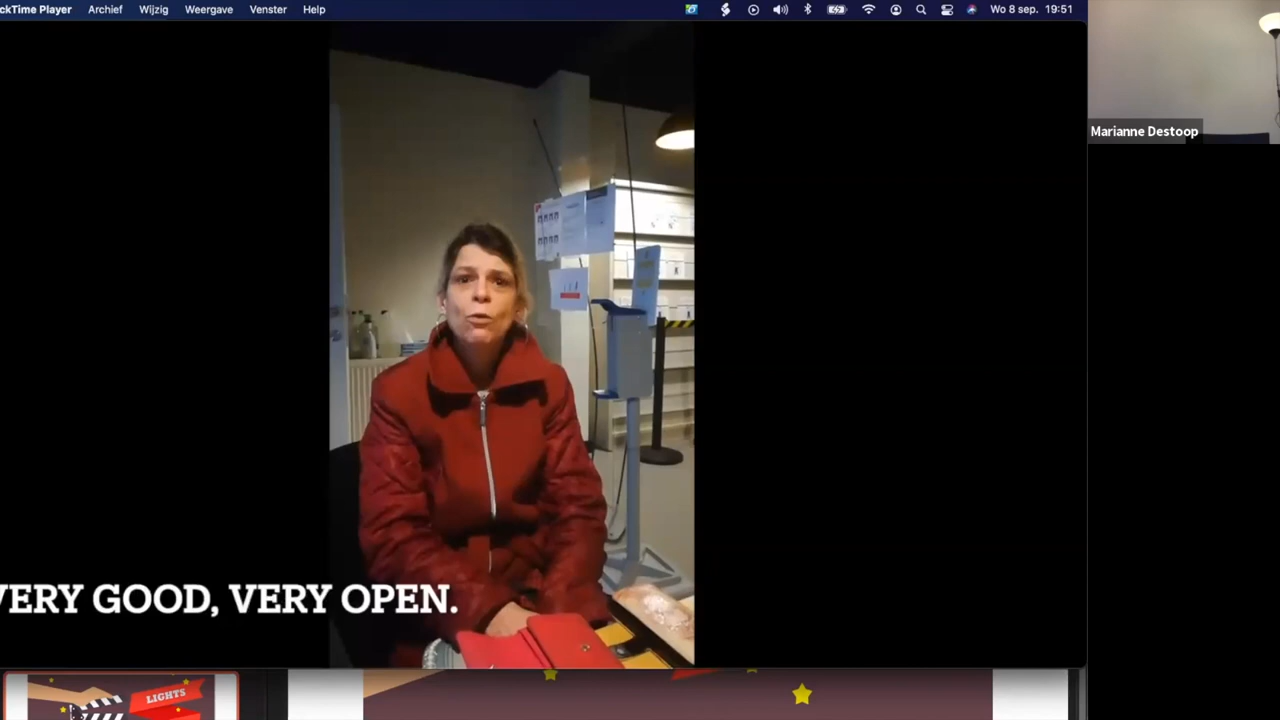 ckTime Player Archief Wijzig Weergave Venster Help Wo 8 sep. 19:51
Marianne Destoop
VERY GOOD, VERY OPEN.
LIGHTS